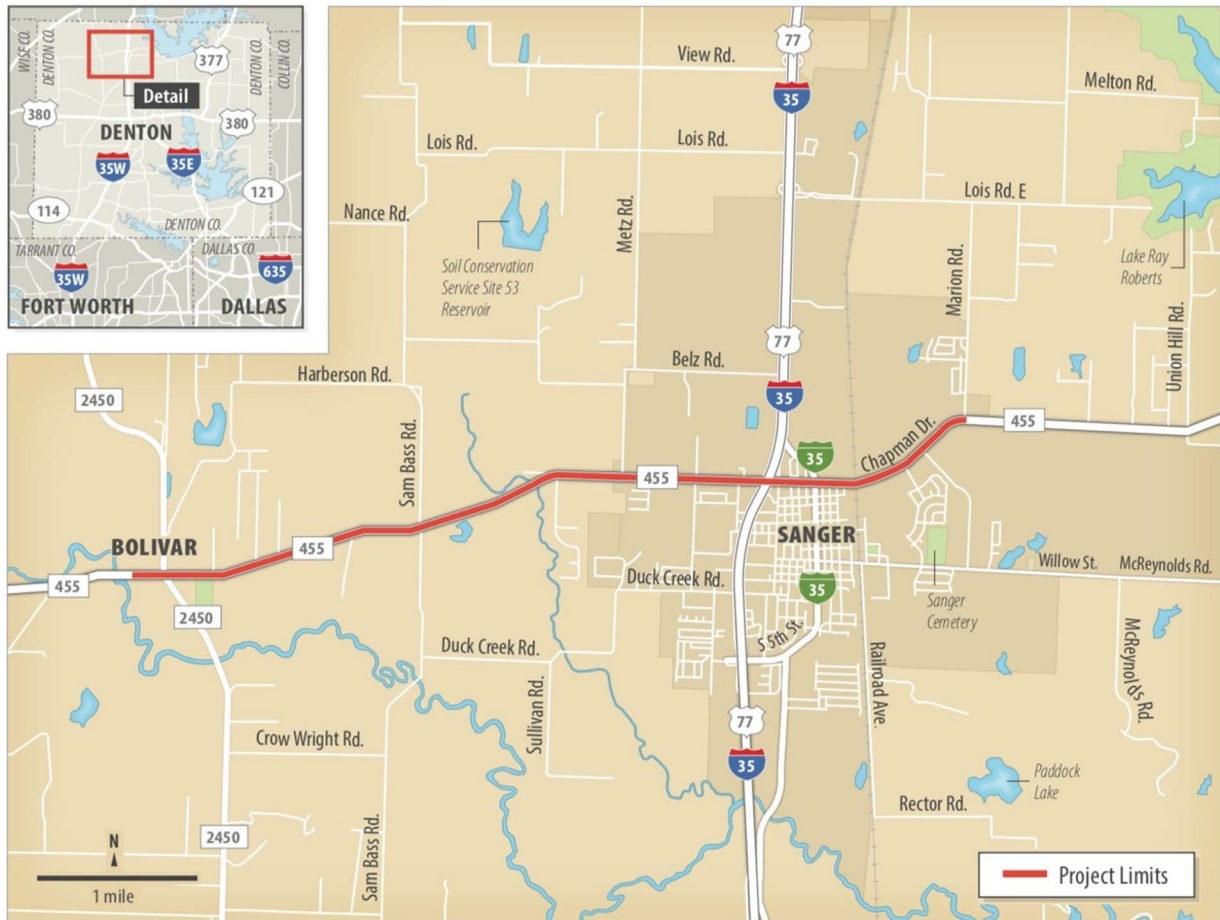 WISE CO.
DENTON CO.
377
DENTON CO.
COLLIN CO.
Detail
380
DENTON
380
35W
35E
121
114
DENTON CO.
TARRANT CO.
DALLAS CO.
35W
635
FORT WORTH
DALLAS
77
View Rd.
35
Melton Rd.
Lois Rd.
Lois Rd.
Lois Rd. E
Nance Rd.
Metz Rd.
Soil Conservation
Service Site 53
Reservoir
Marion Rd.
Lake Ray
Roberts
Union Hill Rd.
77
Belz Rd.
Harberson Rd.
35
2450
Sam Bass Rd.
Chapman Dr.
455
35
455
SANGER
BOLIVAR
455
455
Willow St.
McReynolds Rd.
Duck Creek Rd.
35
2450
Sanger
Cemetery
S 5th St.
Duck Creek Rd.
Sullivan Rd.
Railroad Ave.
McReynolds Rd.
77
Crow Wright Rd.
35
Paddock
Lake
Rector Rd.
2450
Sam Bass Rd.
N
1 mile
Project Limits